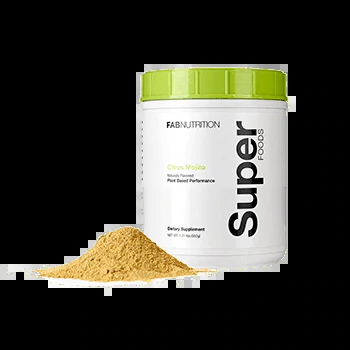 FABNUTRITION
Citrus Mojito
Naturally Flavored
Plant Based Performance
Super
FOODS
Dietary Supplement